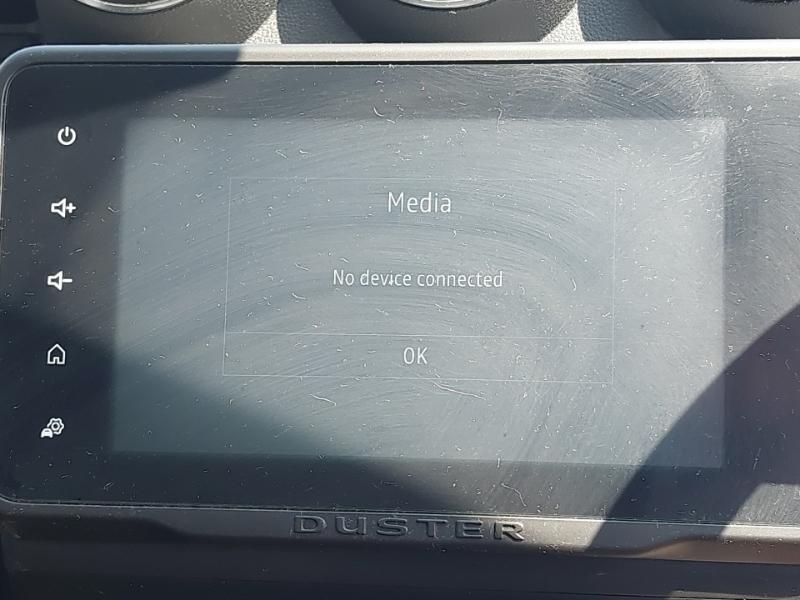 Media
No device connected
OK
DUSTER